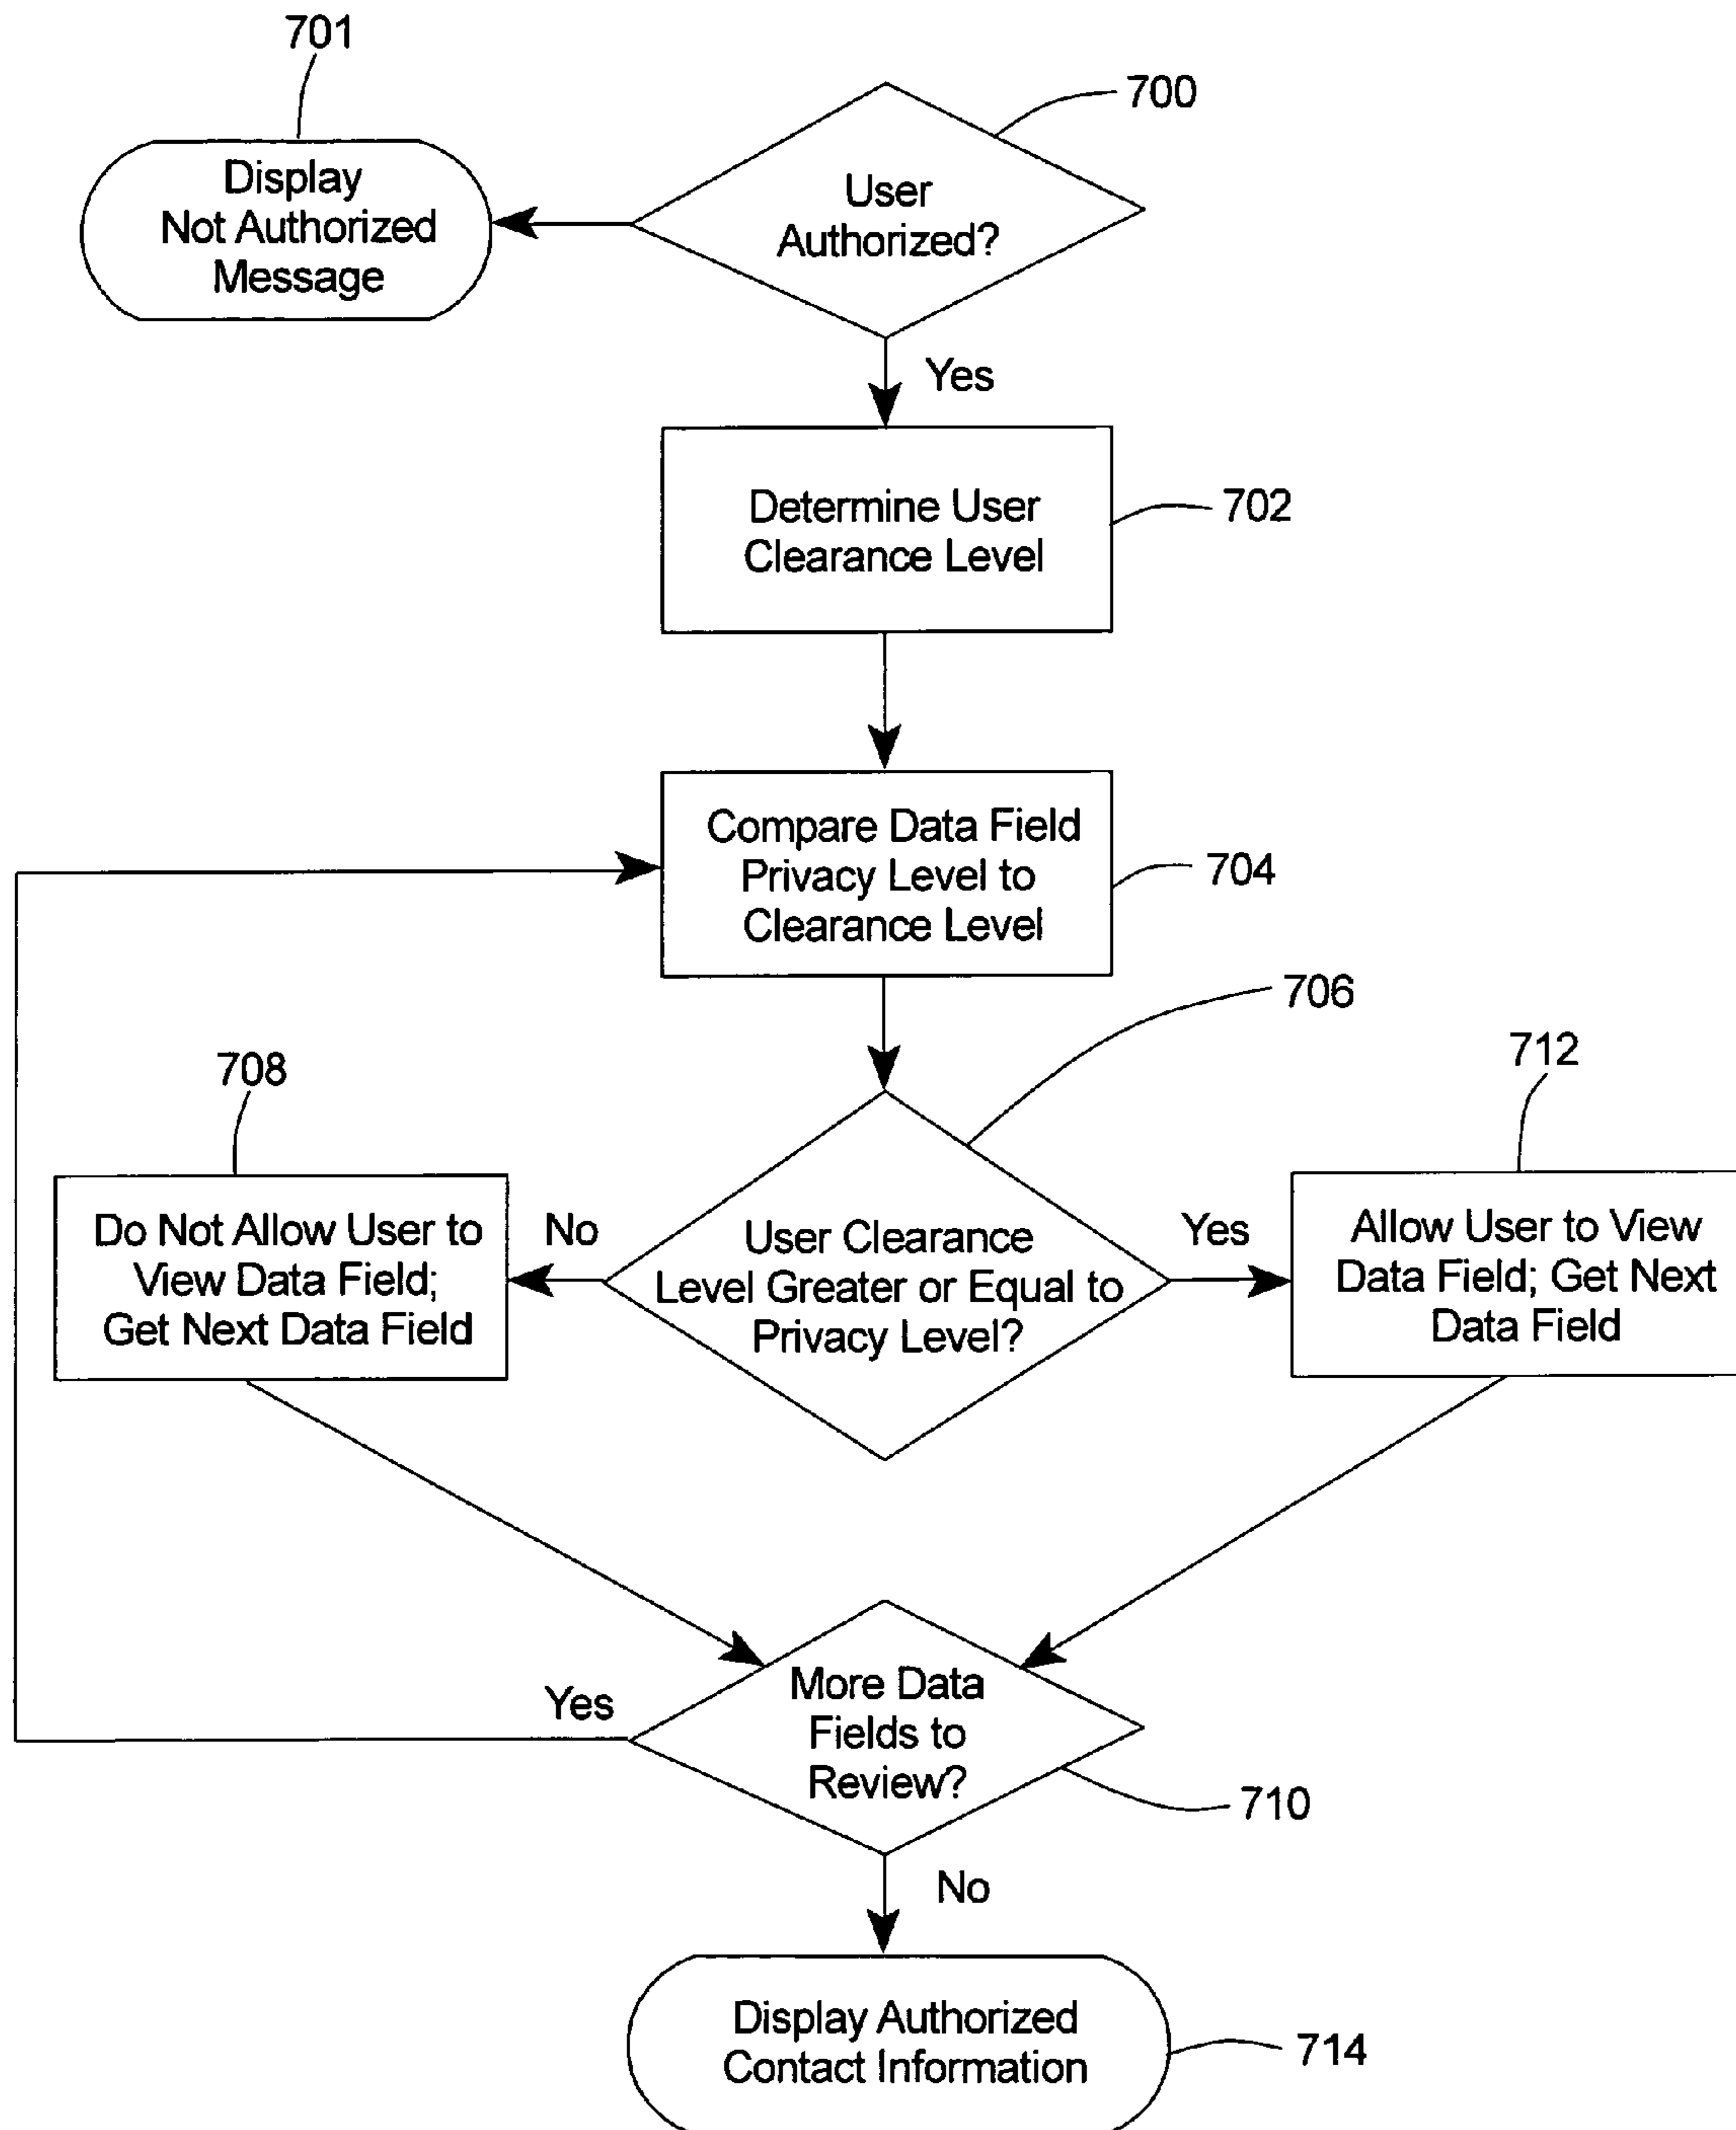 701
700
Display
Not Authorized
Message
User
Authorized?
Yes
Determine User
Clearance Level
702
Compare Data Field
Privacy Level to
Clearance Level
704
706
708
712
Do Not Allow User to
View Data Field;
Get Next Data Field
No
User Clearance
Level Greater or Equal to
Privacy Level?
Yes
Allow User to View
Data Field; Get Next
Data Field
Yes
More Data
Fields to
Review?
710
No
Display Authorized
Contact Information
714